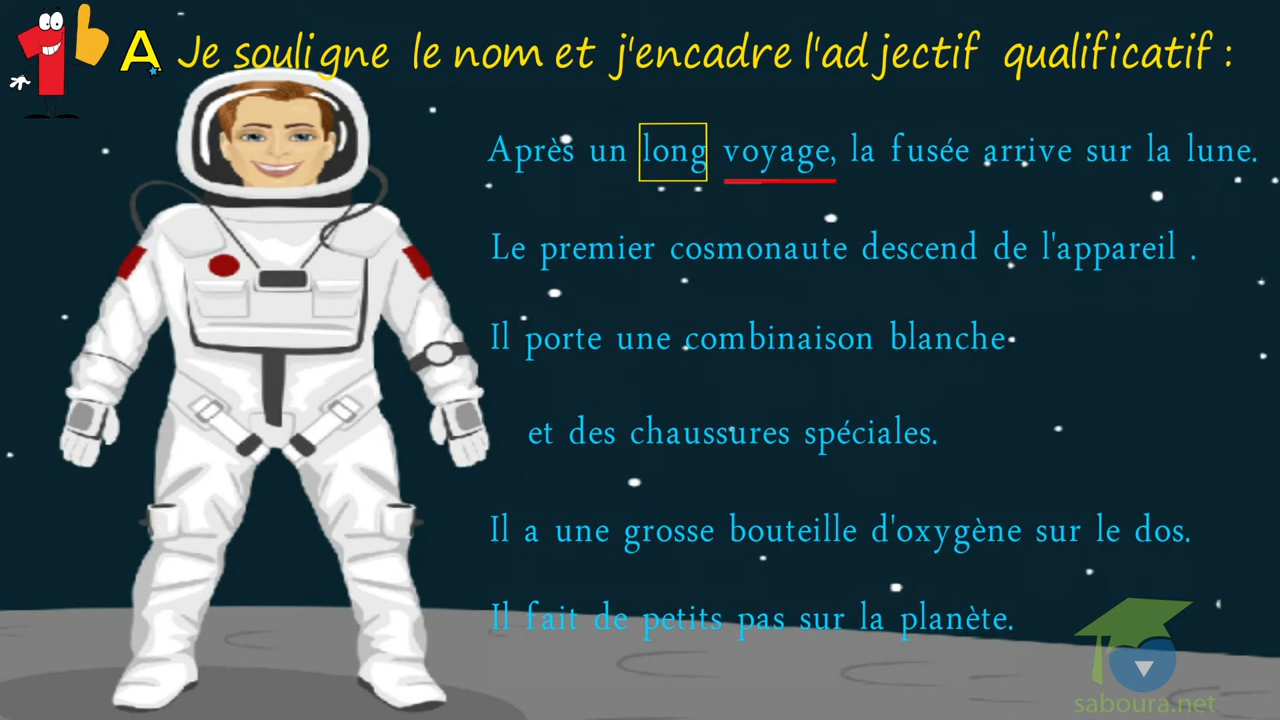 1b A Je souligne le nom et j'encadre l'adjectif qualificatif :
Après un long voyage, la fusée arrive sur la lune.
Le premier cosmonaute descend de l'appareil .
Il porte une combinaison blanche
et des chaussures spéciales.
Il a une grosse bouteille d'oxygène sur le dos.
Il fait de petits pas sur la planète.
saboura.net